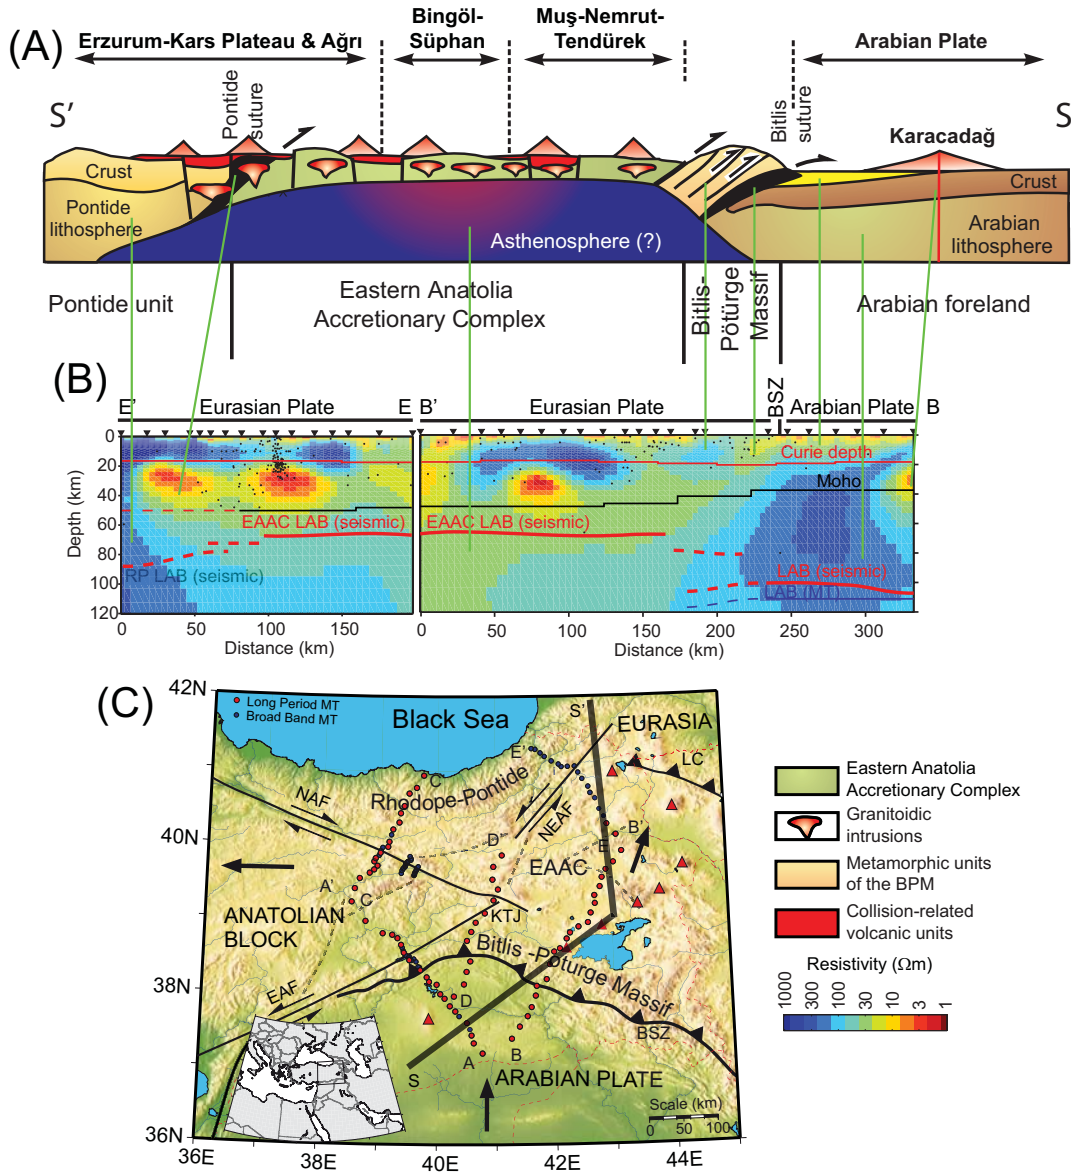 (A)
Erzurum-Kars Plateau & Ağrı
Bingöl-
Süphan
Muş-Nemrut-
Tendürek
Arabian Plate
S'
Pontide
suture
Bitlis
suture
Karacadağ
S
Crust
Pontide
lithosphere
Asthenosphere (?)
Crust
Arabian
lithosphere
Pontide unit
Eastern Anatolia
Accretionary Complex
Bitlis-
Pötürge
Massif
Arabian foreland
(B)
E' Eurasian Plate E
B' Eurasian Plate BSZ Arabian Plate B
Depth (km)
0
20
40
60
80
100
120
Curie depth
Moho
EAAC LAB (seismic)
EAAC LAB (seismic)
RP LAB (seismic)
LAB (seismic)
LAB (MT)
0 50 100 150
0 50 100 150 200 250 300
Distance (km)
Distance (km)
(C)
42N
40N
38N
36N
36E 38E 40E 42E 44E
Long Period MT
Broad Band MT
Black Sea
S'
EURASIA
E'
LC
C'
Rhodope-Pontide
NAF
NEAF
D'
B'
E
EAAC
A'
C
ANATOLIAN
BLOCK
KTJ
Bitlis -Pöturge Massif
EAF
D
BSZ
S
A
B
ARABIAN PLATE
Scale (km)
0 50 100
Eastern Anatolia
Accretionary Complex
Granitoidic
intrusions
Metamorphic units
of the BPM
Collision-related
volcanic units
Resistivity (Ωm)
1000 300 100 30 10 3 1